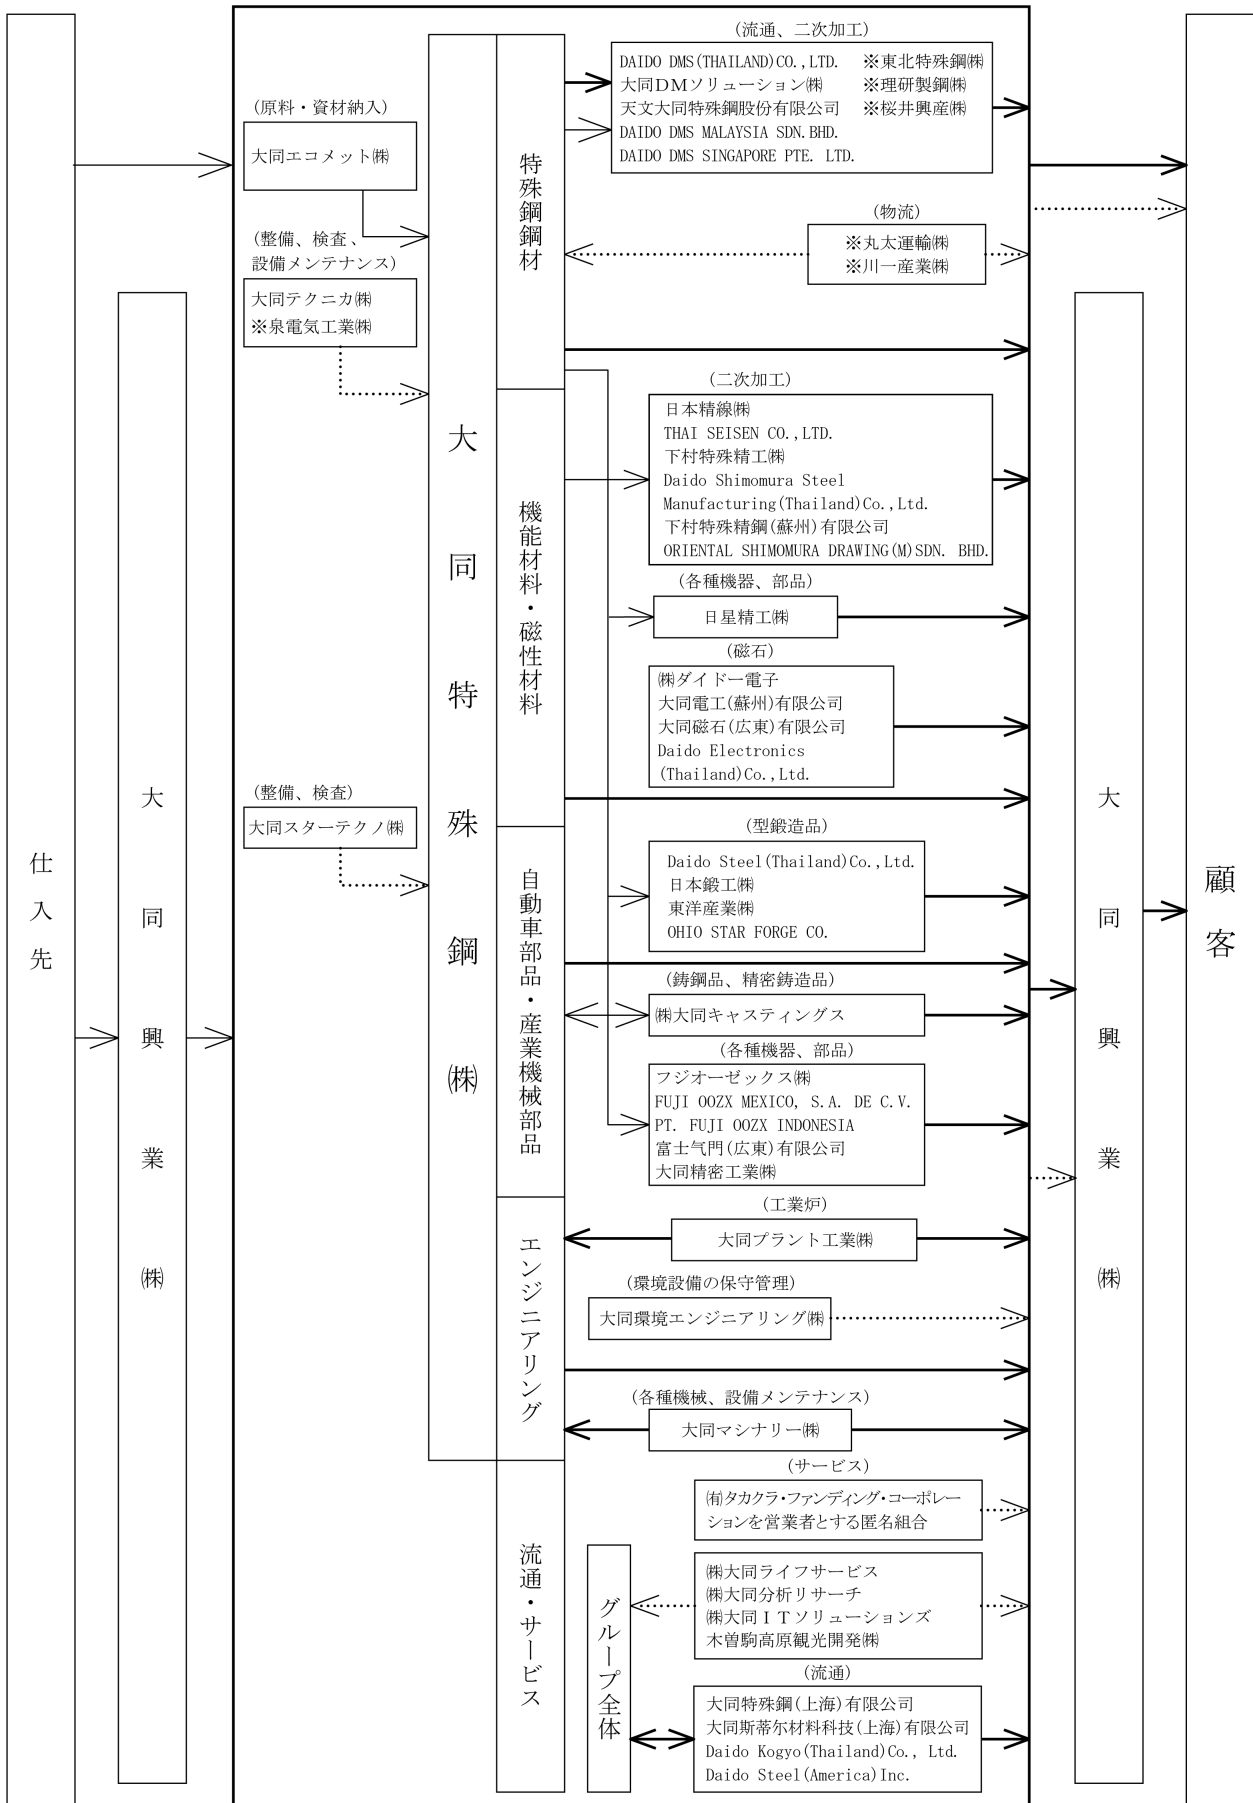 仕入先
大同興業㈱
(原料・資材納入)
大同エコメット㈱
(整備、検査、
設備メンテナンス)
大同テクニカ㈱
※泉電気工業㈱
(整備、検査)
大同スターテクノ㈱
大同特殊鋼㈱
特殊鋼鋼材
(流通、二次加工)
DAIDO DMS(THAILAND)CO.,LTD. ※東北特殊鋼㈱
大同DMソリューション㈱ ※理研製鋼㈱
天文大同特殊鋼股份有限公司 ※桜井興産㈱
DAIDO DMS MALAYSIA SDN.BHD.
DAIDO DMS SINGAPORE PTE. LTD.
(物流)
※丸太運輸㈱
※川一産業㈱
機能材料・磁性材料
(二次加工)
日本精線㈱
THAI SEISEN CO.,LTD.
下村特殊精工㈱
Daido Shimomura Steel
Manufacturing(Thailand)Co.,Ltd.
下村特殊精鋼(蘇州)有限公司
ORIENTAL SHIMOMURA DRAWING(M)SDN. BHD.
(各種機器、部品)
日星精工㈱
(磁石)
㈱ダイドー電子
大同電工(蘇州)有限公司
大同磁石(広東)有限公司
Daido Electronics
(Thailand)Co.,Ltd.
自動車部品・産業機械部品
(型鍛造品)
Daido Steel(Thailand)Co.,Ltd.
日本鍛工㈱
東洋産業㈱
OHIO STAR FORGE CO.
(鋳鋼品、精密鋳造品)
㈱大同キャスティングス
(各種機器、部品)
フジオーゼックス㈱
FUJI OOZX MEXICO, S.A. DE C.V.
PT. FUJI OOZX INDONESIA
富士气門(広東)有限公司
大同精密工業㈱
エンジニアリング
(工業炉)
大同プラント工業㈱
(環境設備の保守管理)
大同環境エンジニアリング㈱
(各種機械、設備メンテナンス)
大同マシナリー㈱
流通・サービス
(サービス)
㈲タカクラ・ファンディング・コーポレー
ションを営業者とする匿名組合
グループ全体
㈱大同ライフサービス
㈱大同分析リサーチ
㈱大同ITソリューションズ
木曽駒高原観光開発㈱
(流通)
大同特殊鋼(上海)有限公司
大同斯蒂尔材料科技(上海)有限公司
Daido Kogyo(Thailand)Co., Ltd.
Daido Steel(America)Inc.
大同興業㈱
顧客